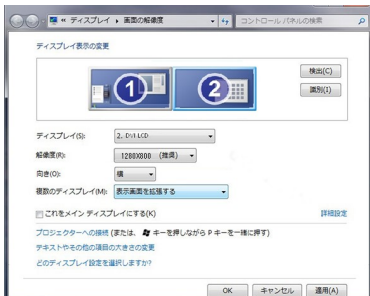 « ディスプレイ ▸ 画面の解像度
コントロール パネルの検索
ディスプレイ表示の変更
1
2
検出(C)
識別(I)
ディスプレイ(S): 2. DVI LCD
解像度(R): 1280X800 (推奨)
向き(O): 横
複数のディスプレイ(M): 表示画面を拡張する
これをメイン ディスプレイにする(K) 詳細設定
プロジェクターへの接続 (または、 キーを押しながら P キーを一緒に押す)
テキストやその他の項目の大きさの変更
どのディスプレイ設定を選択しますか?
OK キャンセル 適用(A)